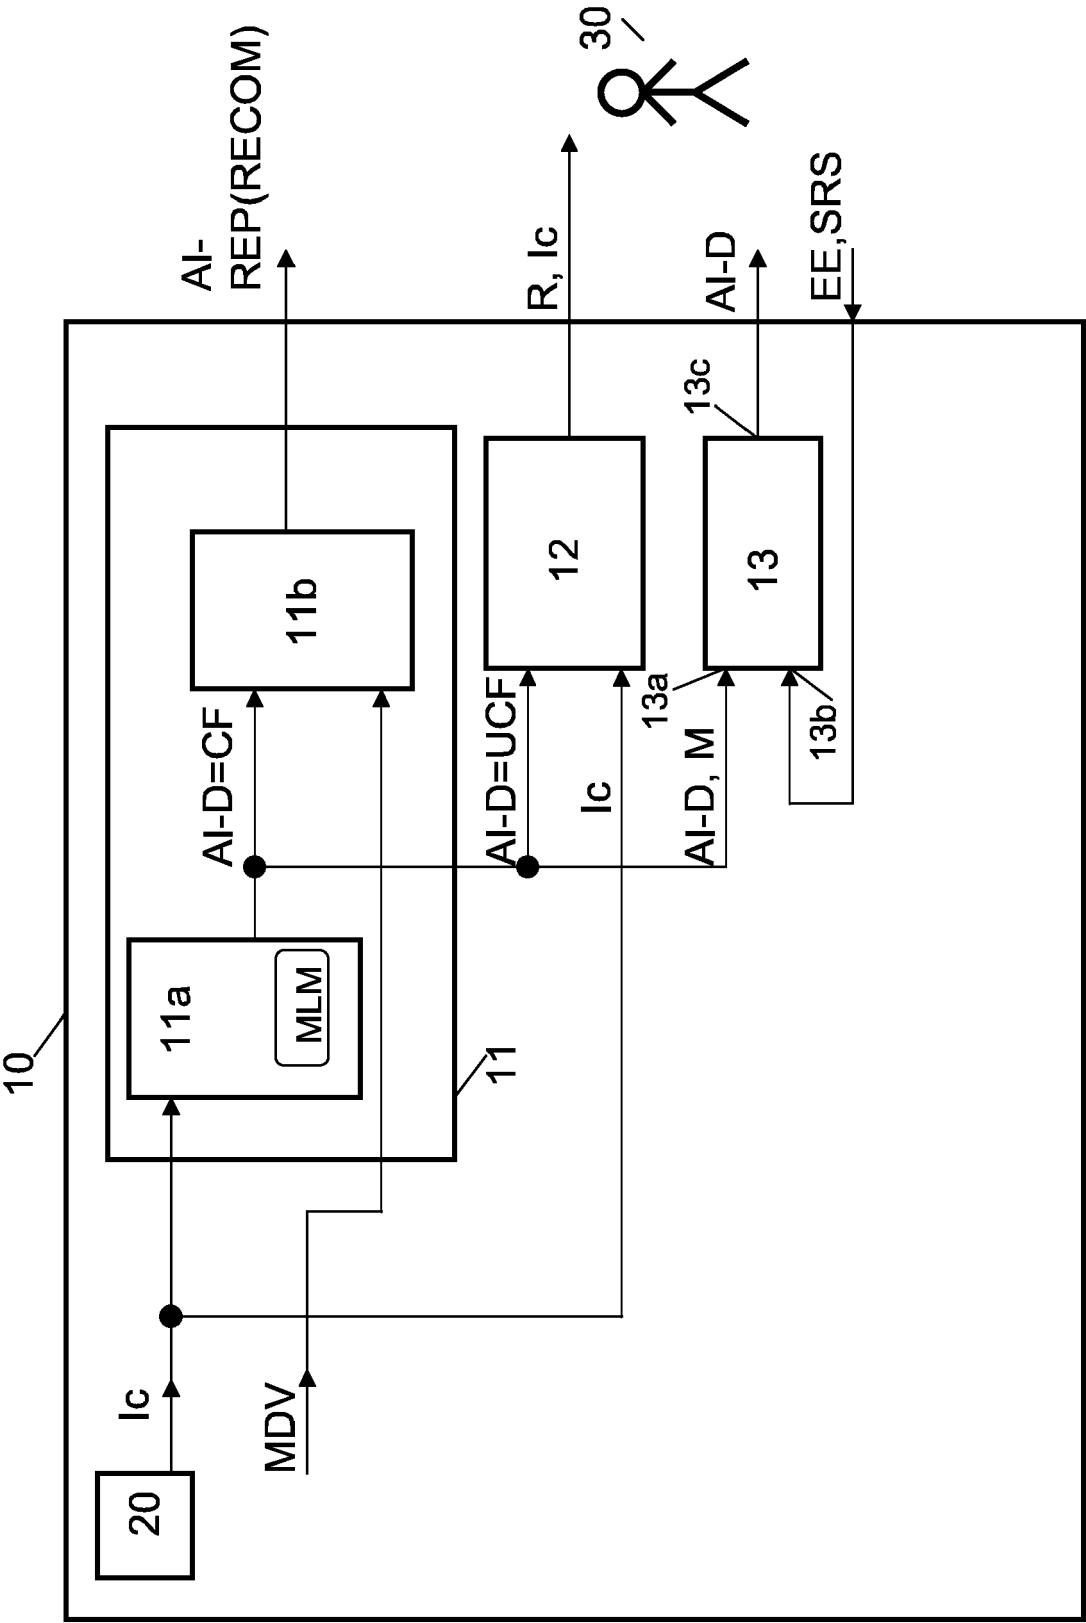 10
20
Ic
MDV
11a
MLM
11
AI-D=CF
11b
AI-
REP(RECOM)
AI-D=UCF
Ic
12
R, Ic
30
AI-D, M
13a
13b
13
13c
AI-D
EE,SRS